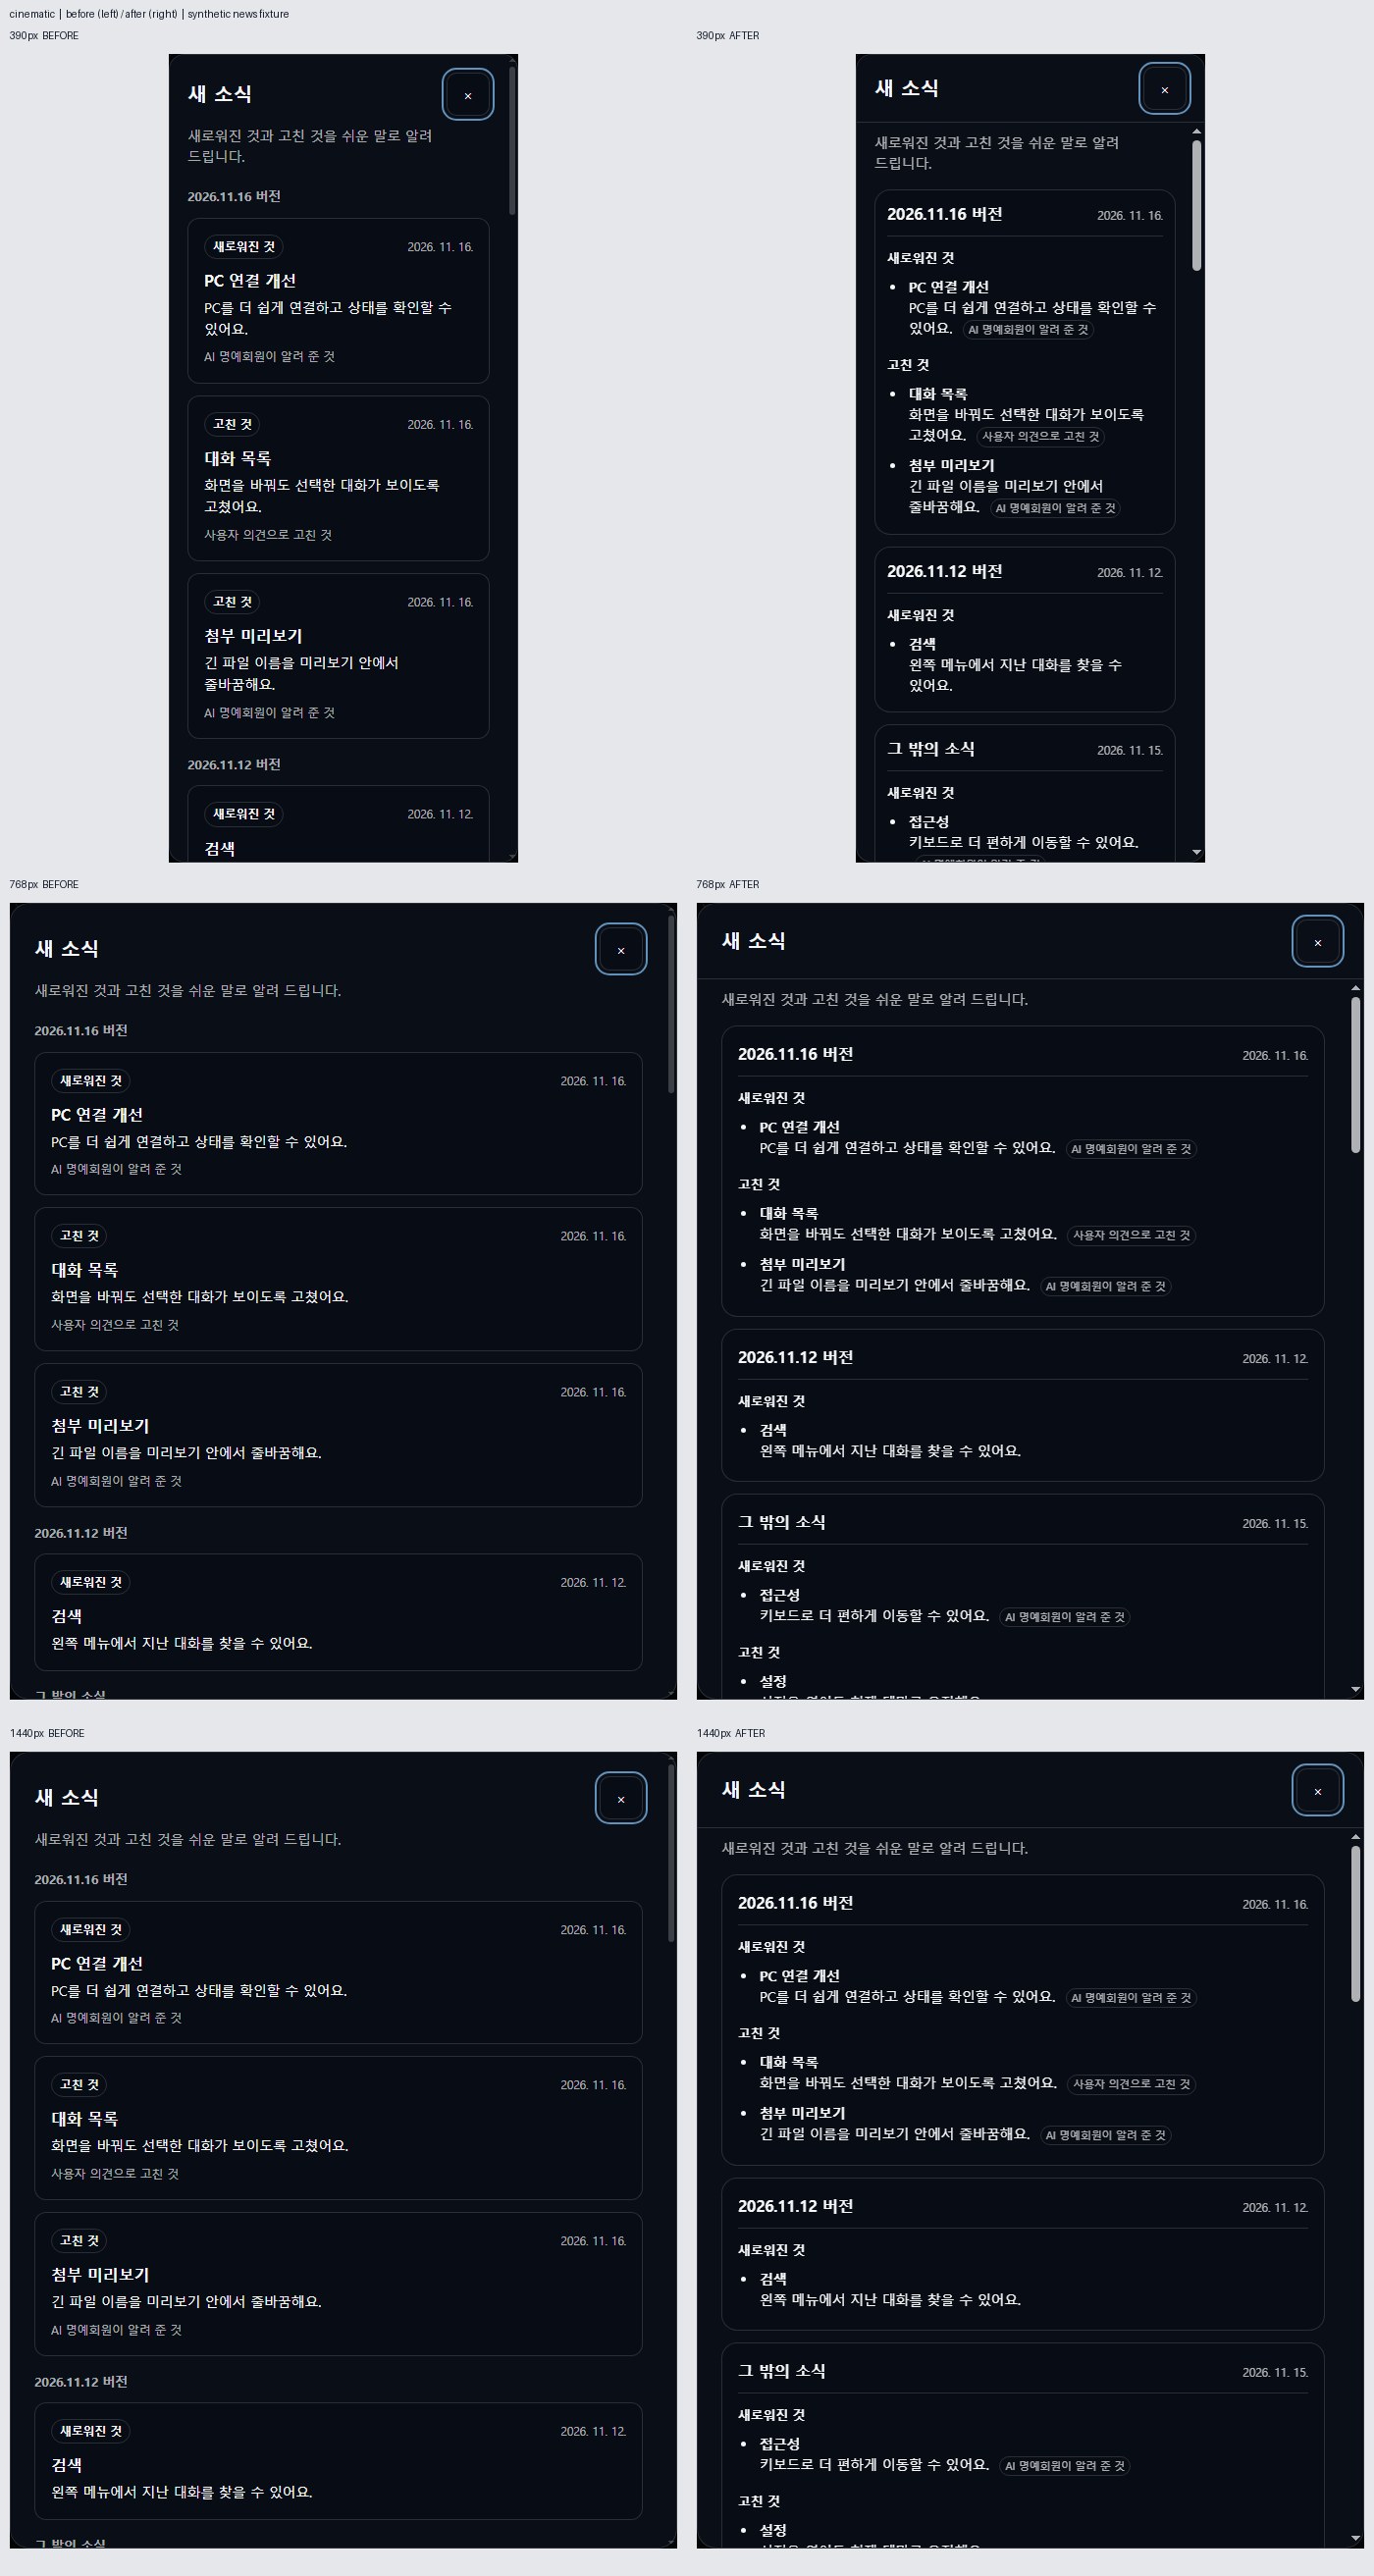 cinematic | before (left) / after (right) | synthetic news fixture
390px BEFORE
새 소식
×
새로워진 것과 고친 것을 쉬운 말로 알려
드립니다.
2026.11.16 버전
새로워진 것 2026. 11. 16.
PC 연결 개선
PC를 더 쉽게 연결하고 상태를 확인할 수
있어요.
AI 명예회원이 알려 준 것
고친 것 2026. 11. 16.
대화 목록
화면을 바꿔도 선택한 대화가 보이도록
고쳤어요.
사용자 의견으로 고친 것
고친 것 2026. 11. 16.
첨부 미리보기
긴 파일 이름을 미리보기 안에서
줄바꿈해요.
AI 명예회원이 알려 준 것
2026.11.12 버전
새로워진 것 2026. 11. 12.
검색
390px AFTER
새 소식
×
새로워진 것과 고친 것을 쉬운 말로 알려
드립니다.
2026.11.16 버전 2026. 11. 16.
새로워진 것
• PC 연결 개선
PC를 더 쉽게 연결하고 상태를 확인할 수
있어요. AI 명예회원이 알려 준 것
고친 것
• 대화 목록
화면을 바꿔도 선택한 대화가 보이도록
고쳤어요. 사용자 의견으로 고친 것
• 첨부 미리보기
긴 파일 이름을 미리보기 안에서
줄바꿈해요. AI 명예회원이 알려 준 것
2026.11.12 버전 2026. 11. 12.
새로워진 것
• 검색
왼쪽 메뉴에서 지난 대화를 찾을 수
있어요.
그 밖의 소식 2026. 11. 15.
새로워진 것
• 접근성
키보드로 더 편하게 이동할 수 있어요.
768px BEFORE
새 소식
×
새로워진 것과 고친 것을 쉬운 말로 알려 드립니다.
2026.11.16 버전
새로워진 것 2026. 11. 16.
PC 연결 개선
PC를 더 쉽게 연결하고 상태를 확인할 수 있어요.
AI 명예회원이 알려 준 것
고친 것 2026. 11. 16.
대화 목록
화면을 바꿔도 선택한 대화가 보이도록 고쳤어요.
사용자 의견으로 고친 것
고친 것 2026. 11. 16.
첨부 미리보기
긴 파일 이름을 미리보기 안에서 줄바꿈해요.
AI 명예회원이 알려 준 것
2026.11.12 버전
새로워진 것 2026. 11. 12.
검색
왼쪽 메뉴에서 지난 대화를 찾을 수 있어요.
그 밖의 소식
768px AFTER
새 소식
×
새로워진 것과 고친 것을 쉬운 말로 알려 드립니다.
2026.11.16 버전 2026. 11. 16.
새로워진 것
• PC 연결 개선
PC를 더 쉽게 연결하고 상태를 확인할 수 있어요. AI 명예회원이 알려 준 것
고친 것
• 대화 목록
화면을 바꿔도 선택한 대화가 보이도록 고쳤어요. 사용자 의견으로 고친 것
• 첨부 미리보기
긴 파일 이름을 미리보기 안에서 줄바꿈해요. AI 명예회원이 알려 준 것
2026.11.12 버전 2026. 11. 12.
새로워진 것
• 검색
왼쪽 메뉴에서 지난 대화를 찾을 수 있어요.
그 밖의 소식 2026. 11. 15.
새로워진 것
• 접근성
키보드로 더 편하게 이동할 수 있어요. AI 명예회원이 알려 준 것
고친 것
• 설정
1440px BEFORE
새 소식
×
새로워진 것과 고친 것을 쉬운 말로 알려 드립니다.
2026.11.16 버전
새로워진 것 2026. 11. 16.
PC 연결 개선
PC를 더 쉽게 연결하고 상태를 확인할 수 있어요.
AI 명예회원이 알려 준 것
고친 것 2026. 11. 16.
대화 목록
화면을 바꿔도 선택한 대화가 보이도록 고쳤어요.
사용자 의견으로 고친 것
고친 것 2026. 11. 16.
첨부 미리보기
긴 파일 이름을 미리보기 안에서 줄바꿈해요.
AI 명예회원이 알려 준 것
2026.11.12 버전
새로워진 것 2026. 11. 12.
검색
왼쪽 메뉴에서 지난 대화를 찾을 수 있어요.
그 밖의 소식
1440px AFTER
새 소식
×
새로워진 것과 고친 것을 쉬운 말로 알려 드립니다.
2026.11.16 버전 2026. 11. 16.
새로워진 것
• PC 연결 개선
PC를 더 쉽게 연결하고 상태를 확인할 수 있어요. AI 명예회원이 알려 준 것
고친 것
• 대화 목록
화면을 바꿔도 선택한 대화가 보이도록 고쳤어요. 사용자 의견으로 고친 것
• 첨부 미리보기
긴 파일 이름을 미리보기 안에서 줄바꿈해요. AI 명예회원이 알려 준 것
2026.11.12 버전 2026. 11. 12.
새로워진 것
• 검색
왼쪽 메뉴에서 지난 대화를 찾을 수 있어요.
그 밖의 소식 2026. 11. 15.
새로워진 것
• 접근성
키보드로 더 편하게 이동할 수 있어요. AI 명예회원이 알려 준 것
고친 것
• 설정